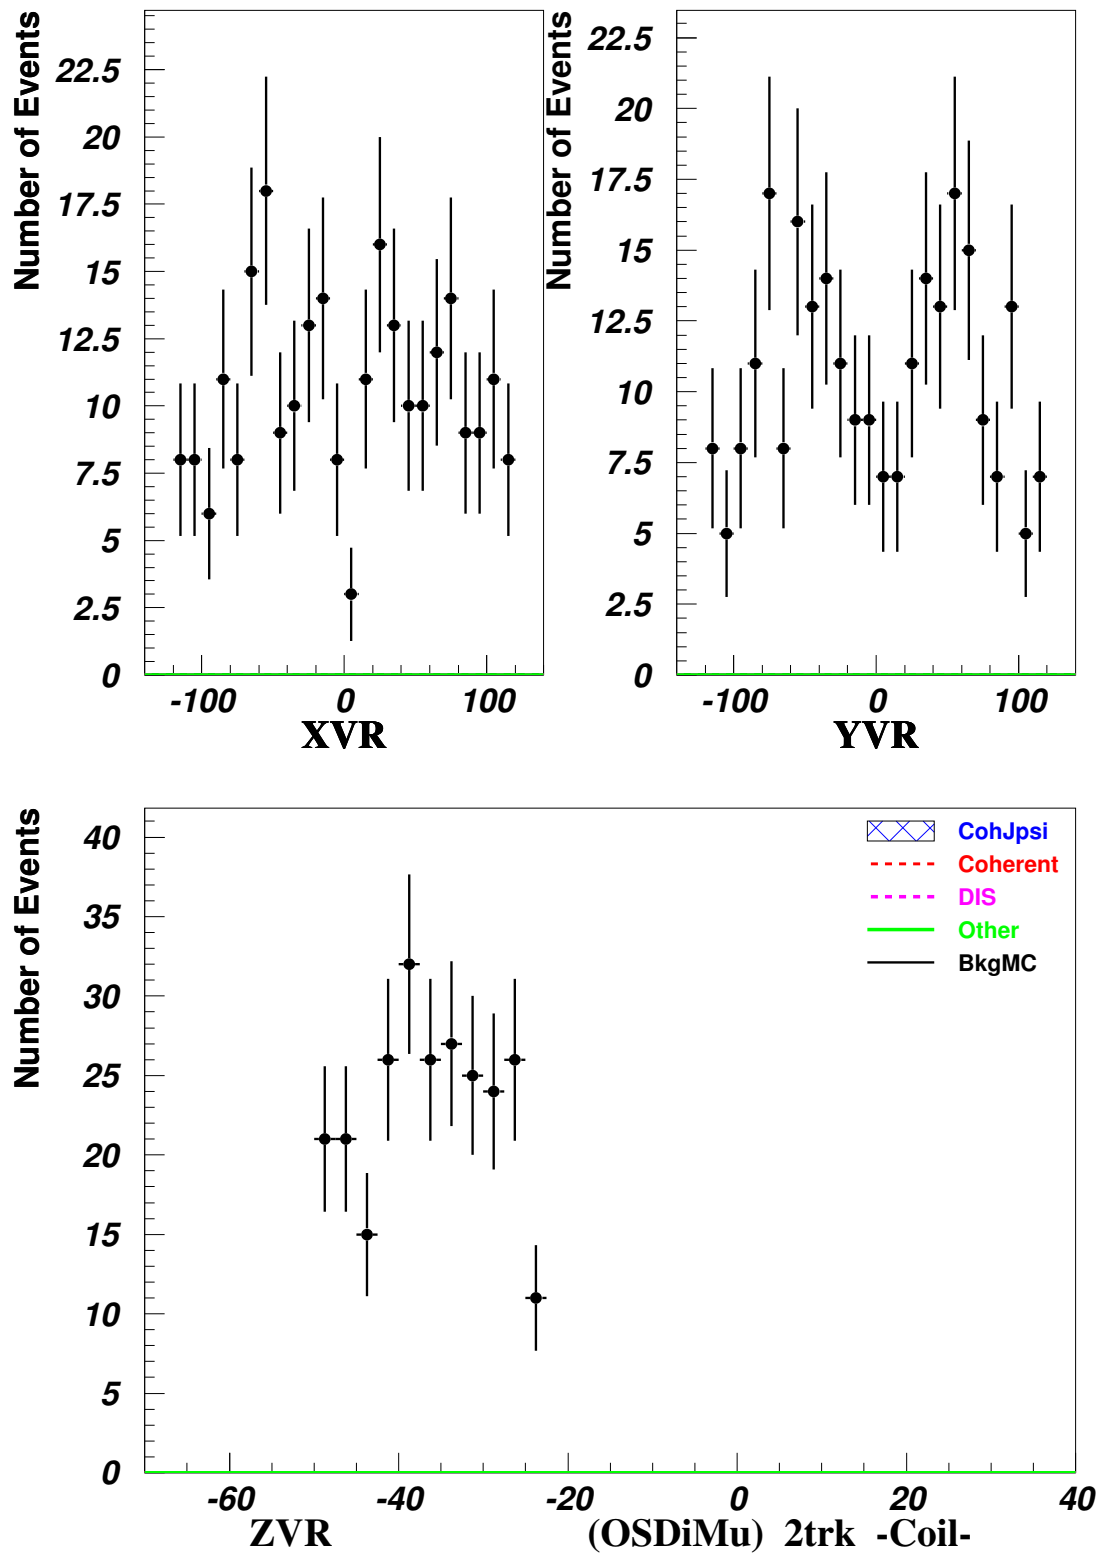 Number of Events
22.5
20
17.5
15
12.5
10
7.5
5
2.5
0
-100 0 100
XVR
Number of Events
22.5
20
17.5
15
12.5
10
7.5
5
2.5
0
-100 0 100
YVR
Number of Events
40
35
30
25
20
15
10
5
0
-60 -40 -20 0 20 40
ZVR (OSDiMu) 2trk -Coil-
CohJpsi
Coherent
DIS
Other
BkgMC